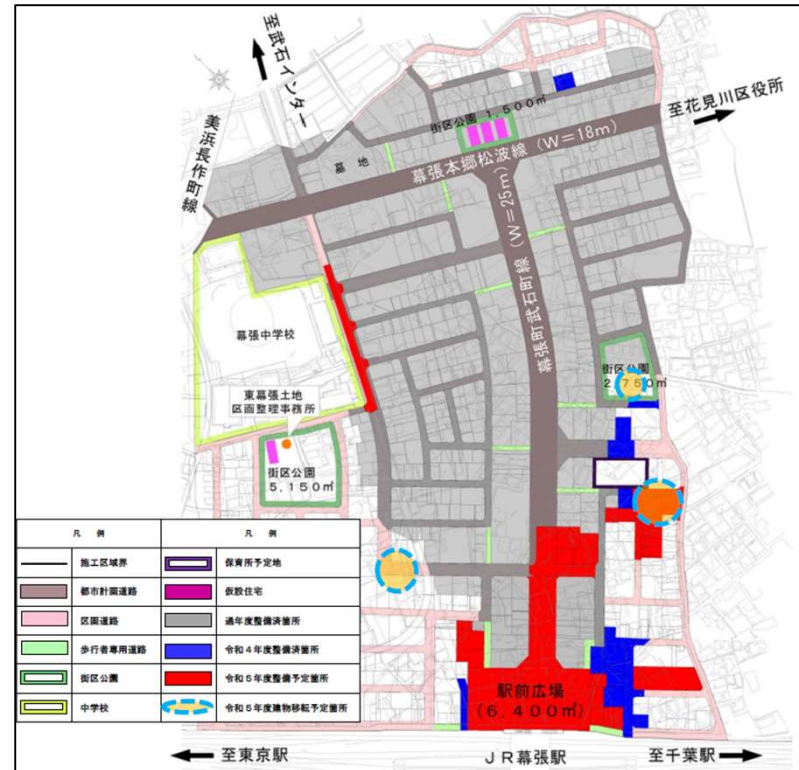 至武石インター
至花見川区役所
美浜長作町線
街区公園 1,500㎡
墓地
幕張本郷松波線（W＝18m）
幕張町武石町線（W＝25m）
幕張中学校
東幕張土地
区画整理事務所
街区公園
2,750㎡
街区公園
5,150㎡
凡 例
凡 例
施工区域界
保育所予定地
都市計画道路
仮設住宅
区画道路
過年度整備済箇所
歩行者専用道路
令和４年度整備済箇所
街区公園
令和５年度整備予定箇所
中学校
令和５年度建物移転予定箇所
駅前広場
(6,400㎡)
至東京駅
ＪＲ幕張駅
至千葉駅